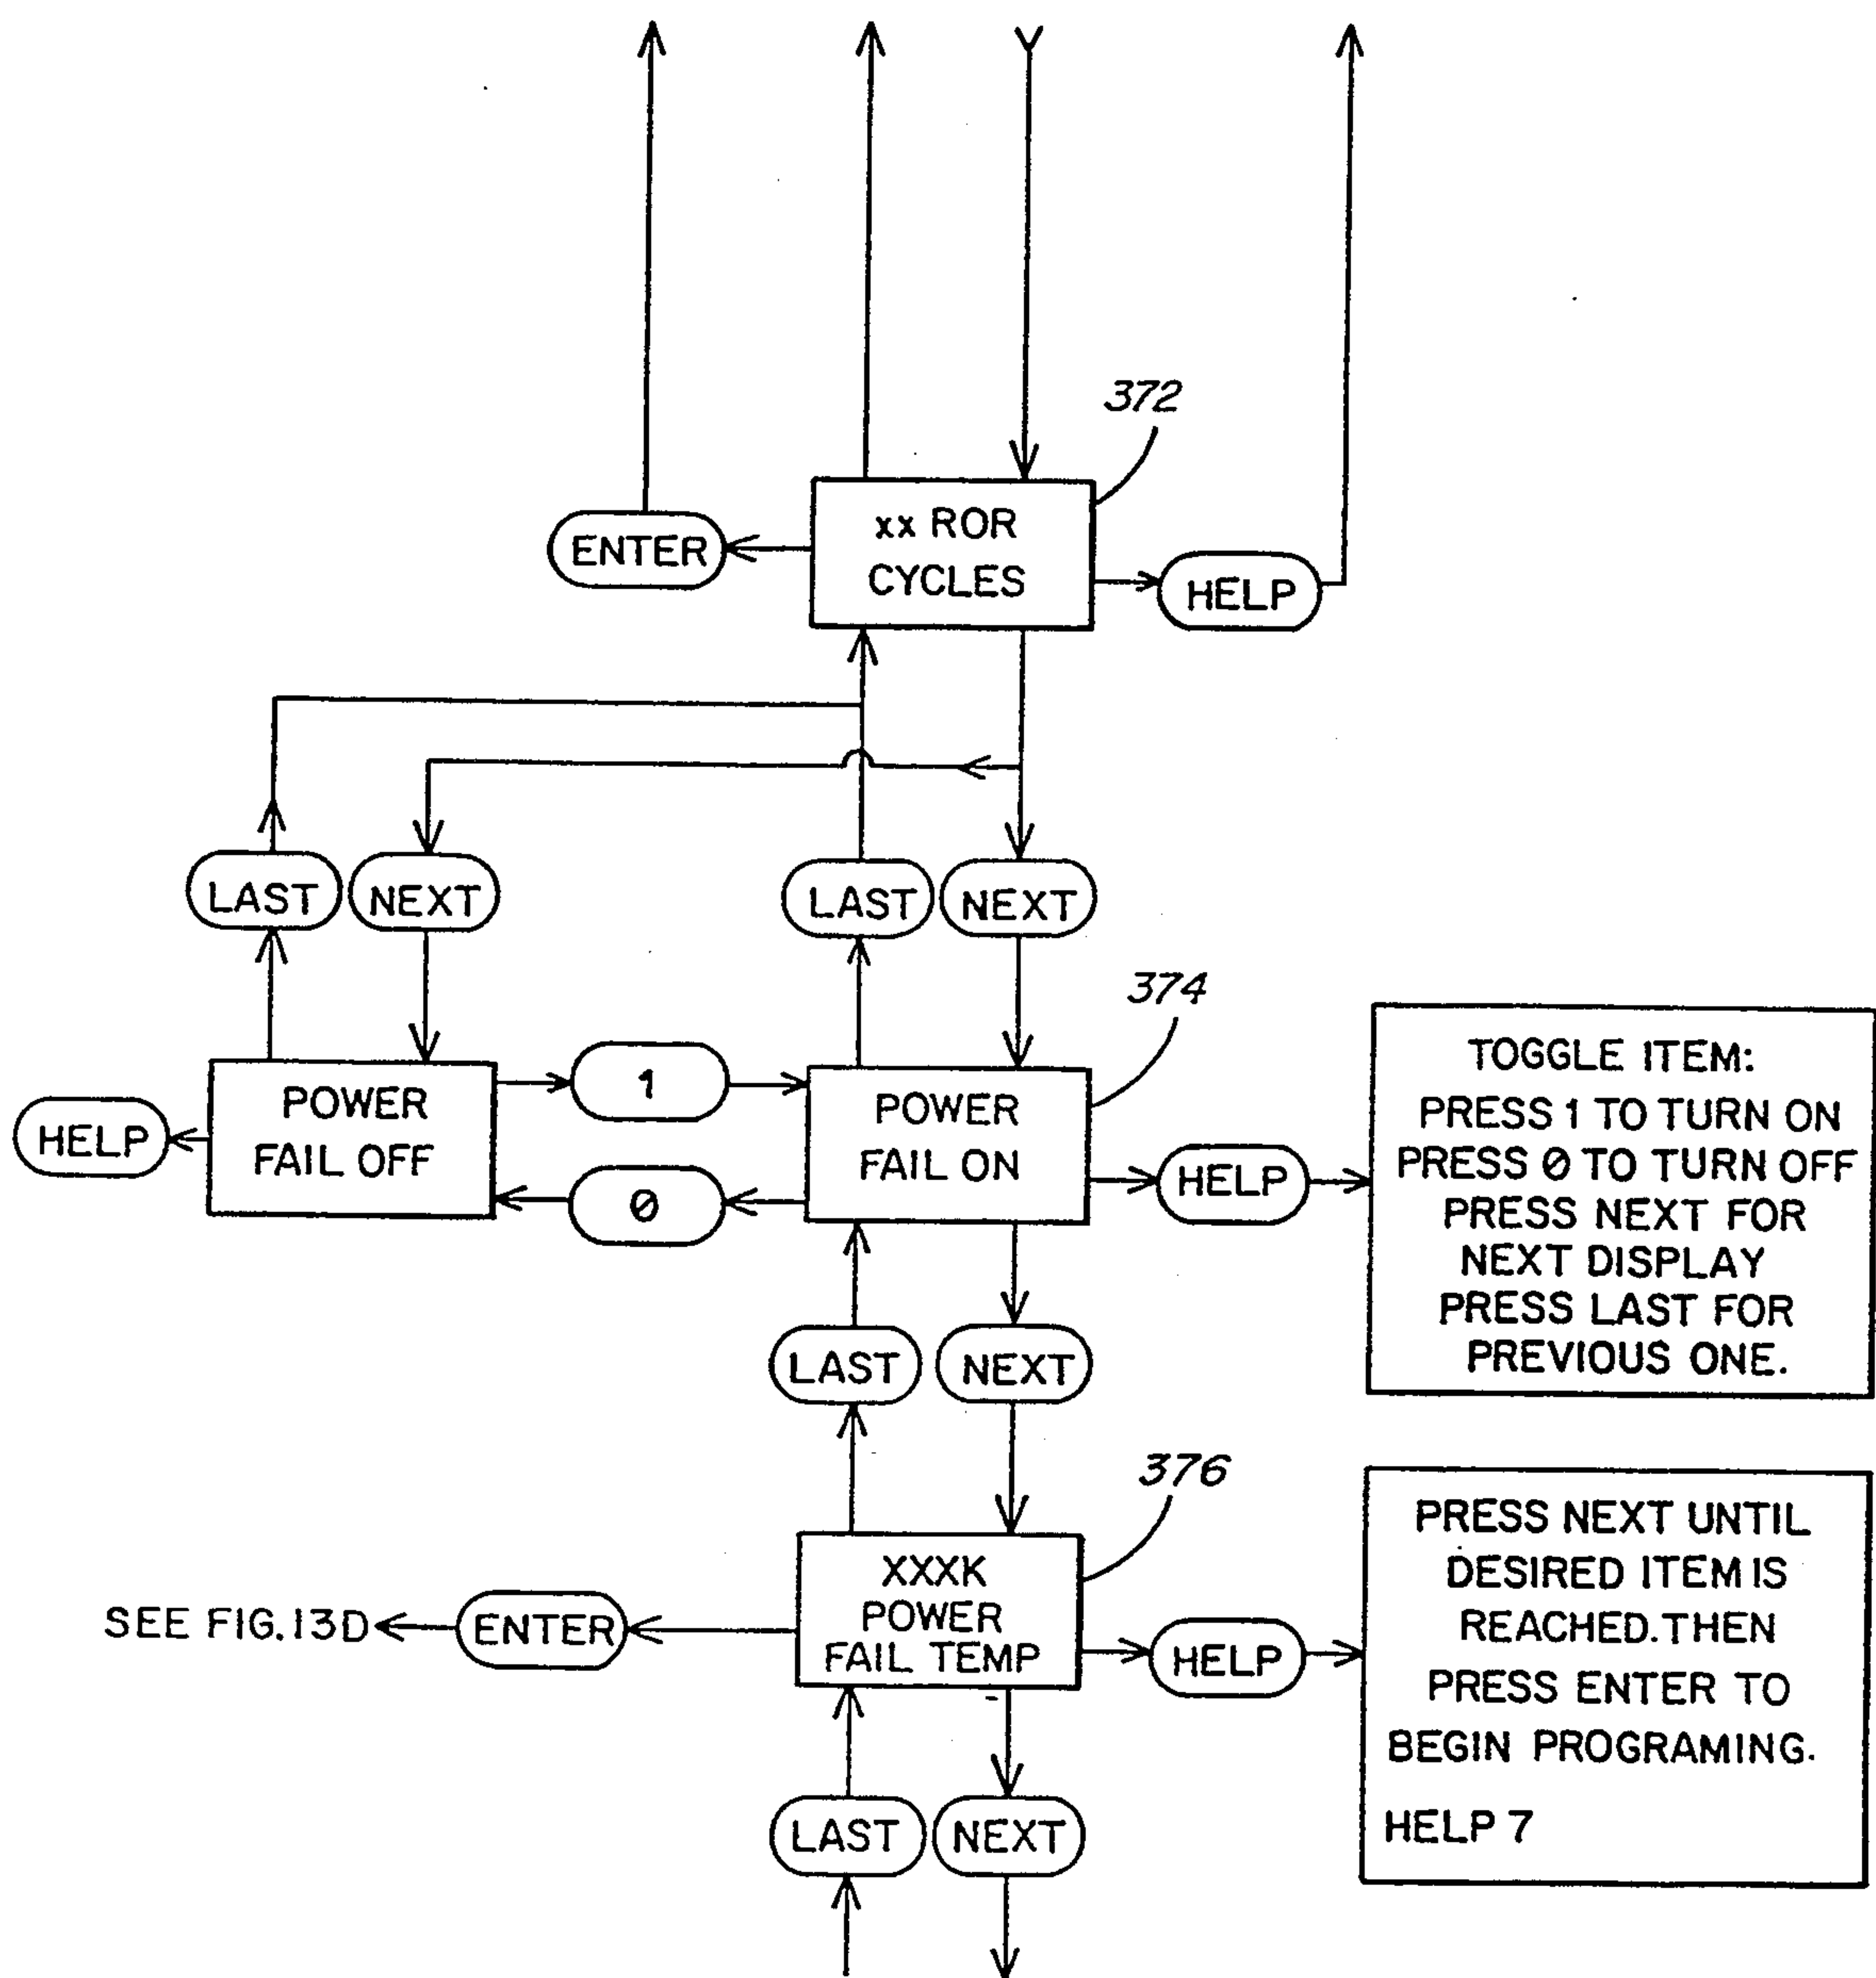 372
xx ROR
CYCLES
ENTER
HELP
LAST
NEXT
LAST
NEXT
374
POWER
FAIL OFF
HELP
1
0
POWER
FAIL ON
HELP
TOGGLE ITEM:
PRESS 1 TO TURN ON
PRESS 0 TO TURN OFF
PRESS NEXT FOR
NEXT DISPLAY
PRESS LAST FOR
PREVIOUS ONE.
LAST
NEXT
376
XXXK
POWER
FAIL TEMP
SEE FIG.13D
ENTER
HELP
PRESS NEXT UNTIL
DESIRED ITEM IS
REACHED.THEN
PRESS ENTER TO
BEGIN PROGRAMING.
HELP 7
LAST
NEXT